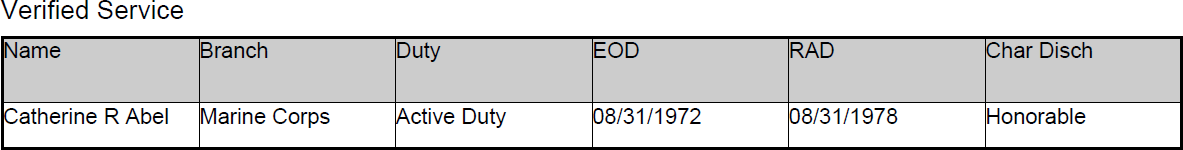 Verified Service
Name Branch Duty EOD RAD Char Disch
Catherine R Abel Marine Corps Active Duty 08/31/1972 08/31/1978 Honorable